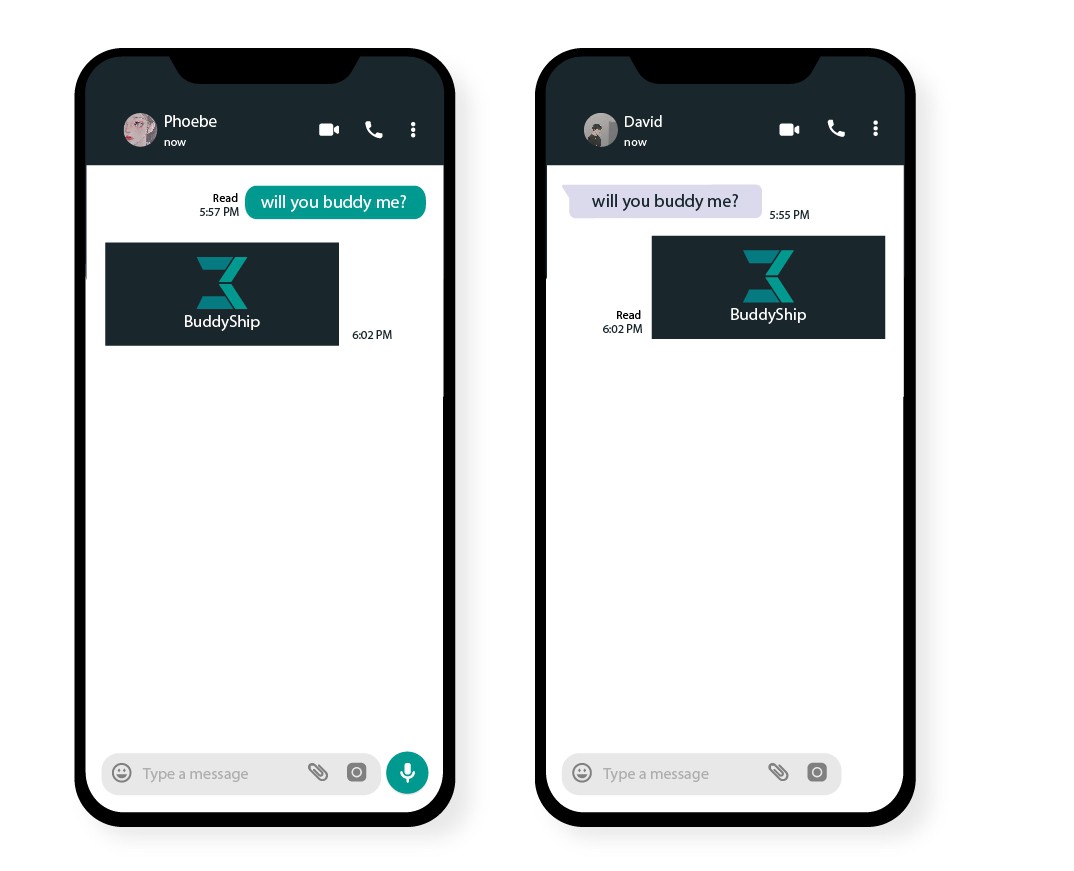 Phoebe
now
Read
5:57 PM
will you buddy me?
BuddyShip
6:02 PM
Type a message
David
now
will you buddy me?
5:55 PM
BuddyShip
Read
6:02 PM
Type a message